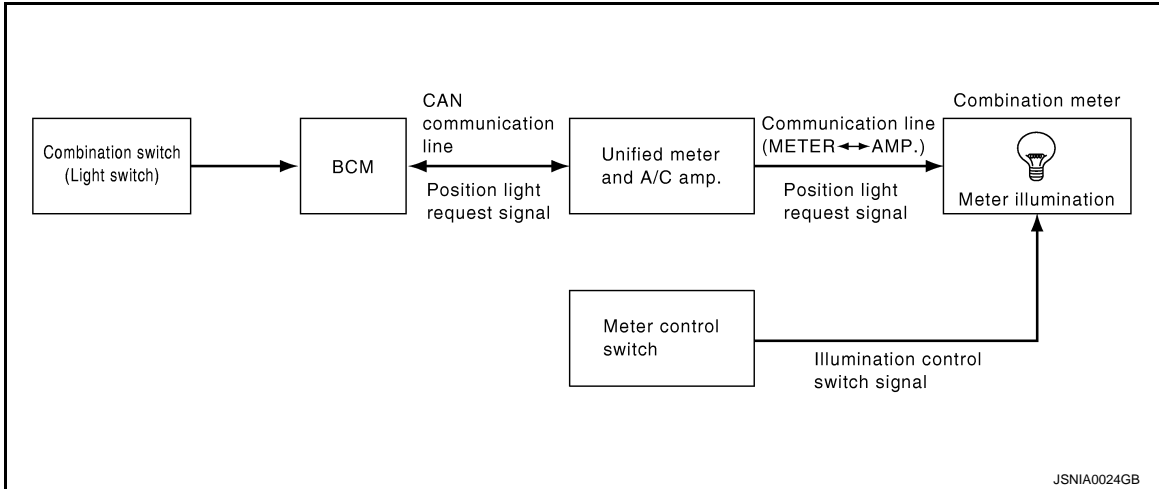 Combination switch
(Light switch)
BCM
CAN
communication
line
Position light
request signal
Unified meter
and A/C amp.
Communication line
(METER↔AMP.)
Position light
request signal
Combination meter
Meter illumination
Meter control
switch
Illumination control
switch signal
JSNIA0024GB